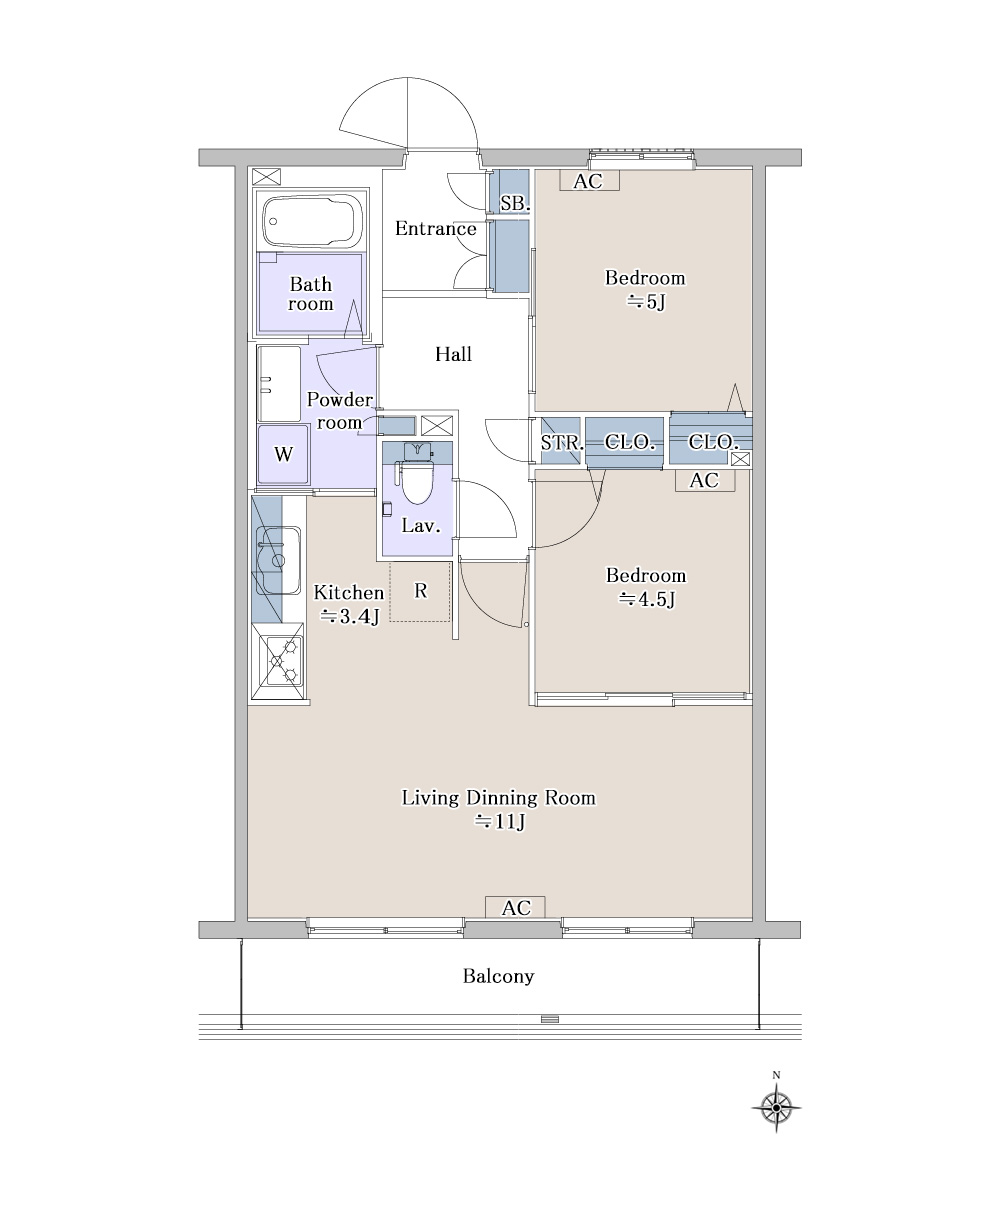 AC
SB.
Entrance
Bedroom
≒5J
Bath
room
Hall
Powder
room
W
STR.
CLO.
CLO.
AC
Lav.
Kitchen
≒3.4J
R
Bedroom
≒4.5J
Living Dinning Room
≒11J
AC
Balcony
N